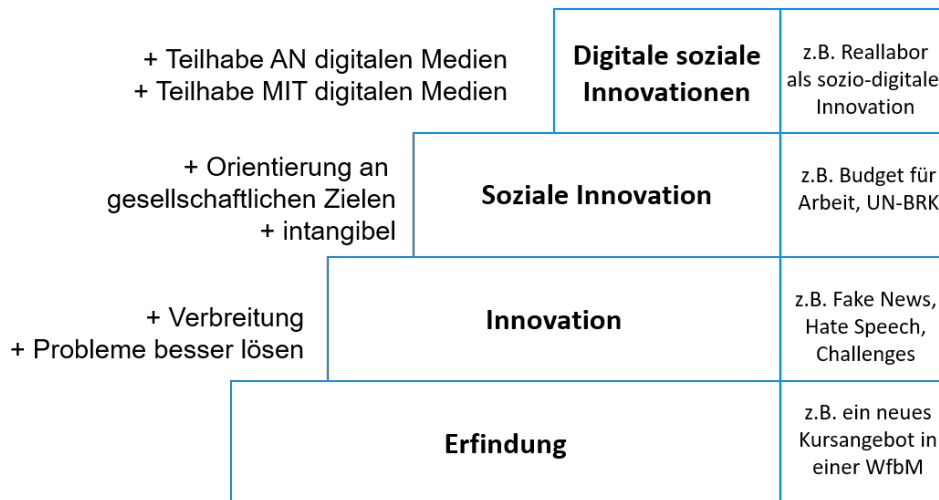 + Teilhabe AN digitalen Medien
+ Teilhabe MIT digitalen Medien
Digitale soziale
Innovationen
z.B. Reallabor
als sozio-digitale
Innovation
+ Orientierung an
gesellschaftlichen Zielen
+ intangibel
Soziale Innovation
z.B. Budget für
Arbeit, UN-BRK
+ Verbreitung
+ Probleme besser lösen
Innovation
z.B. Fake News,
Hate Speech,
Challenges
Erfindung
z.B. ein neues
Kursangebot in
einer WfbM